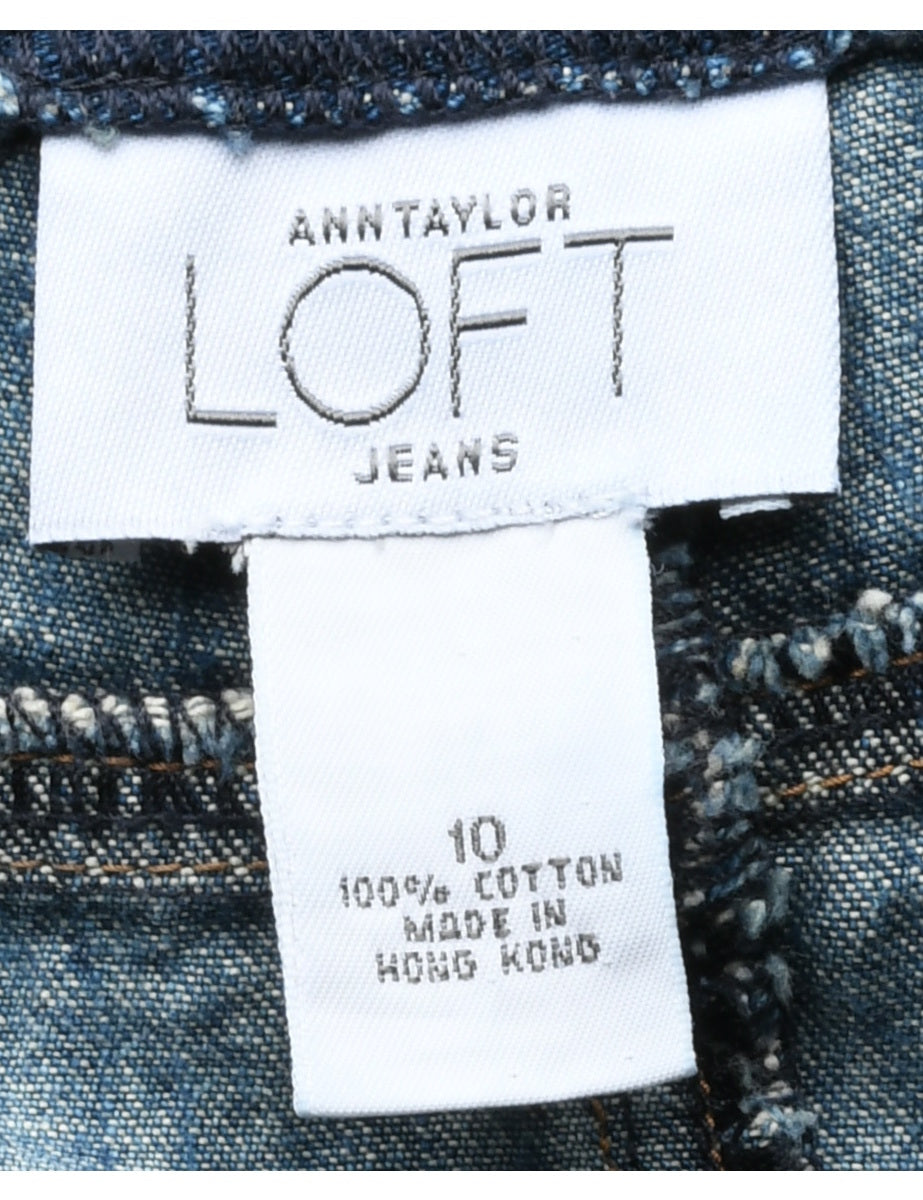 ANNTAYLOR
LOFT
JEANS
10
100% COTTON
MADE IN
HONG KONG